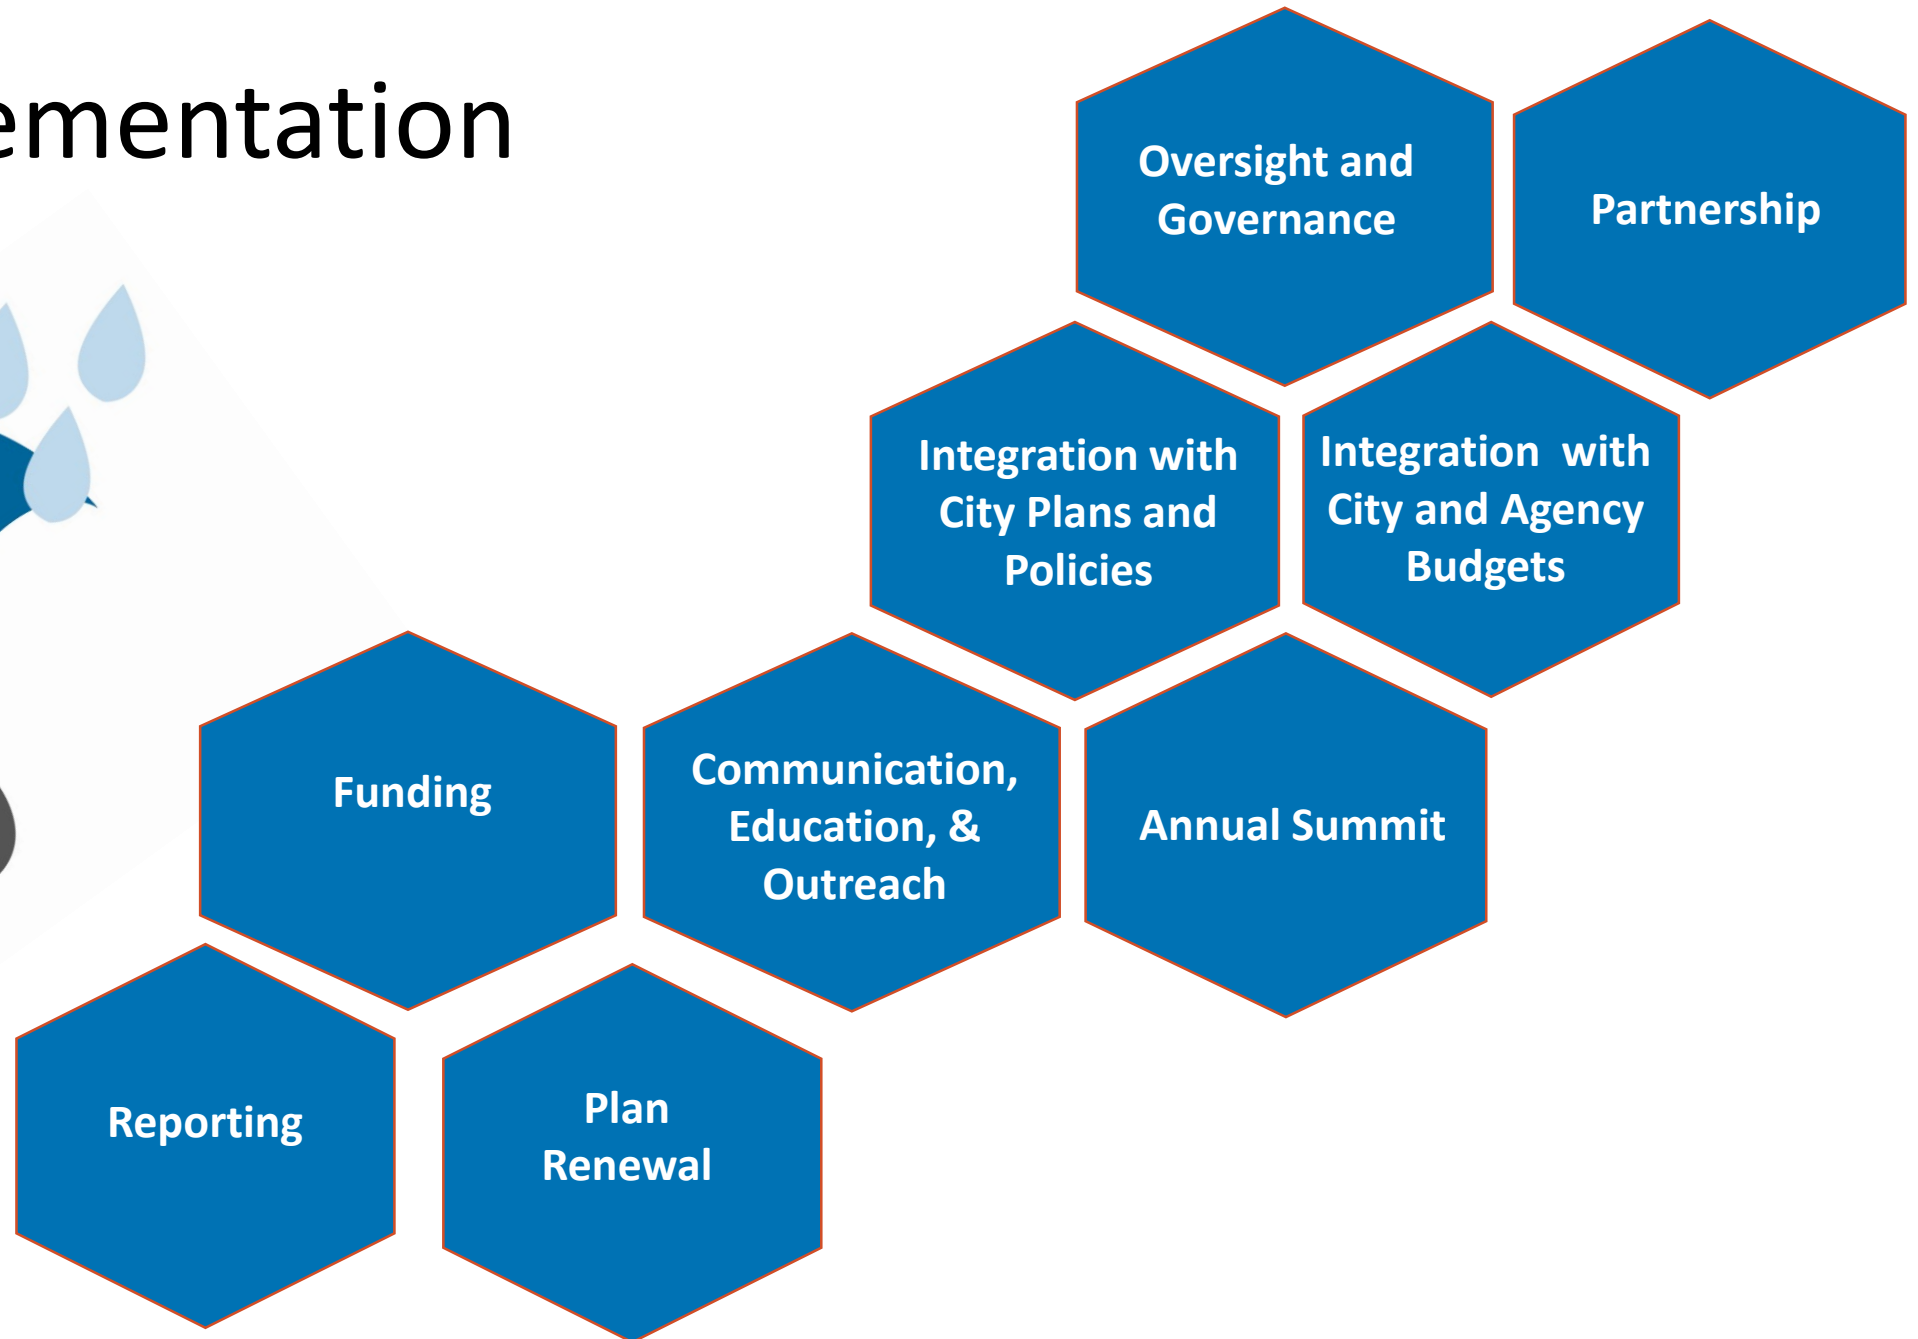 ementation
Oversight and
Governance
Partnership
Integration with
City Plans and
Policies
Integration  with
City and Agency
Budgets
Funding
Communication,
Education, &
Outreach
Annual Summit
Reporting
Plan
Renewal